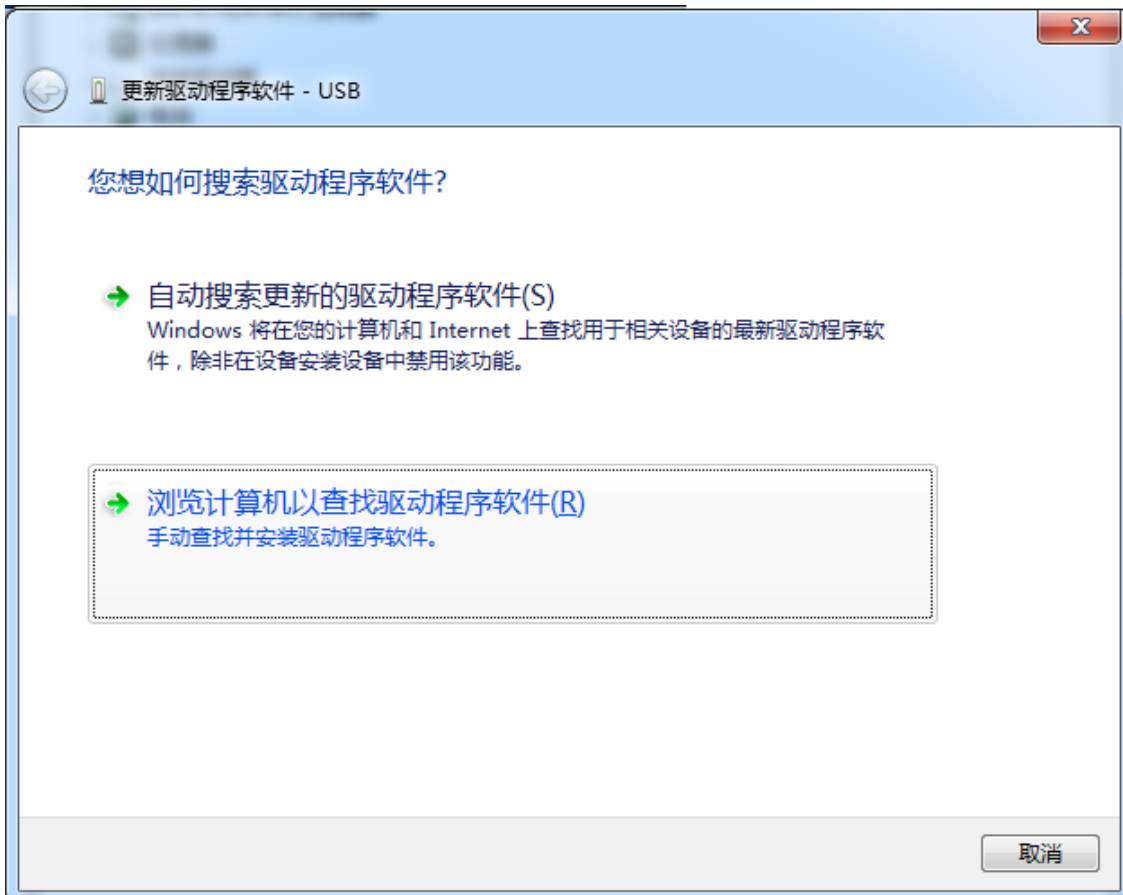 更新驱动程序软件 - USB
您想如何搜索驱动程序软件?
自动搜索更新的驱动程序软件(S)
Windows 将在您的计算机和 Internet 上查找用于相关设备的最新驱动程序软
件，除非在设备安装设备中禁用该功能。
浏览计算机以查找驱动程序软件(R)
手动查找并安装驱动程序软件。
取消